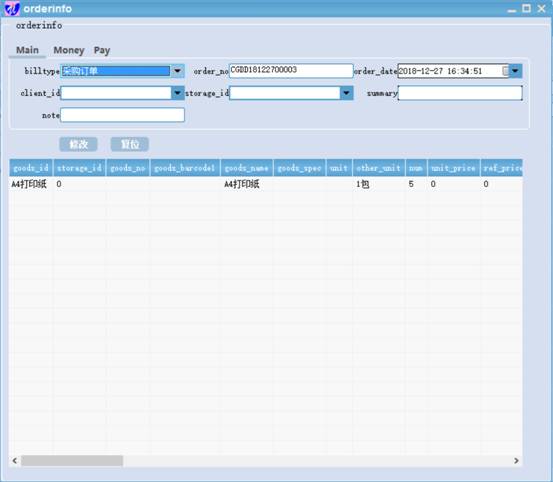 orderinfo
orderinfo
Main Money Pay
billtype 采购订单 order_no CGDD18122700003 order_date 2018-12-27 16:34:51
client_id storage_id summary
note
修改 复位
goods_id storage_id goods_no goods_barcode1 goods_name goods_spec unit other_unit num unit_price ref_price
A4打印纸 0 A4打印纸 1包 5 0 0